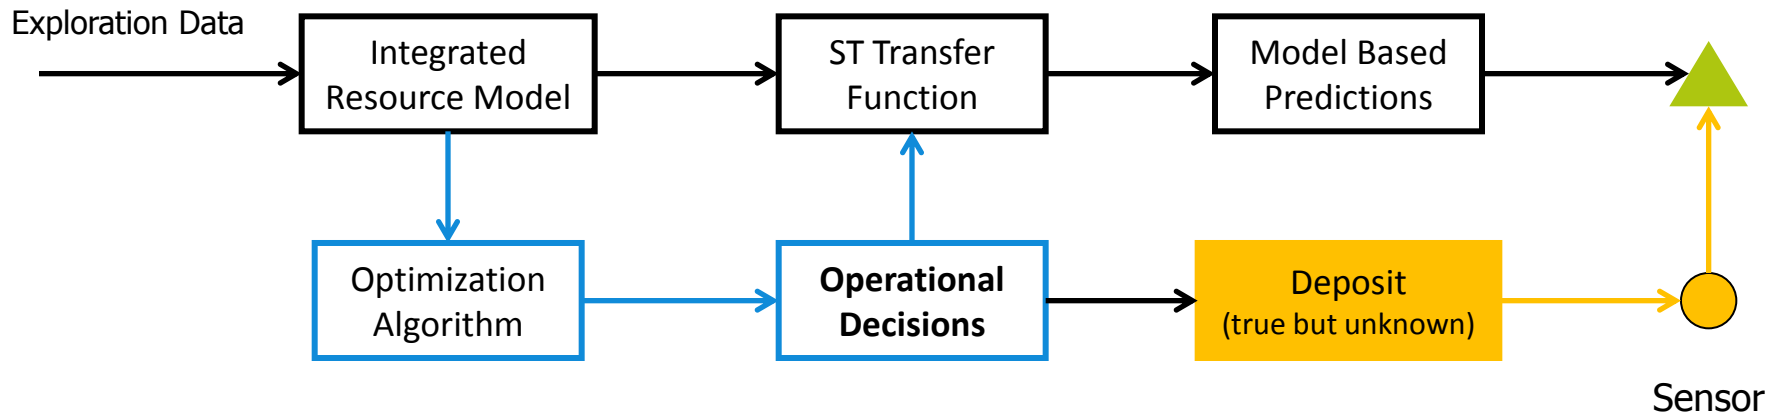 Exploration Data
Integrated
Resource Model
ST Transfer
Function
Model Based
Predictions
Optimization
Algorithm
Operational
Decisions
Deposit
(true but unknown)
Sensor